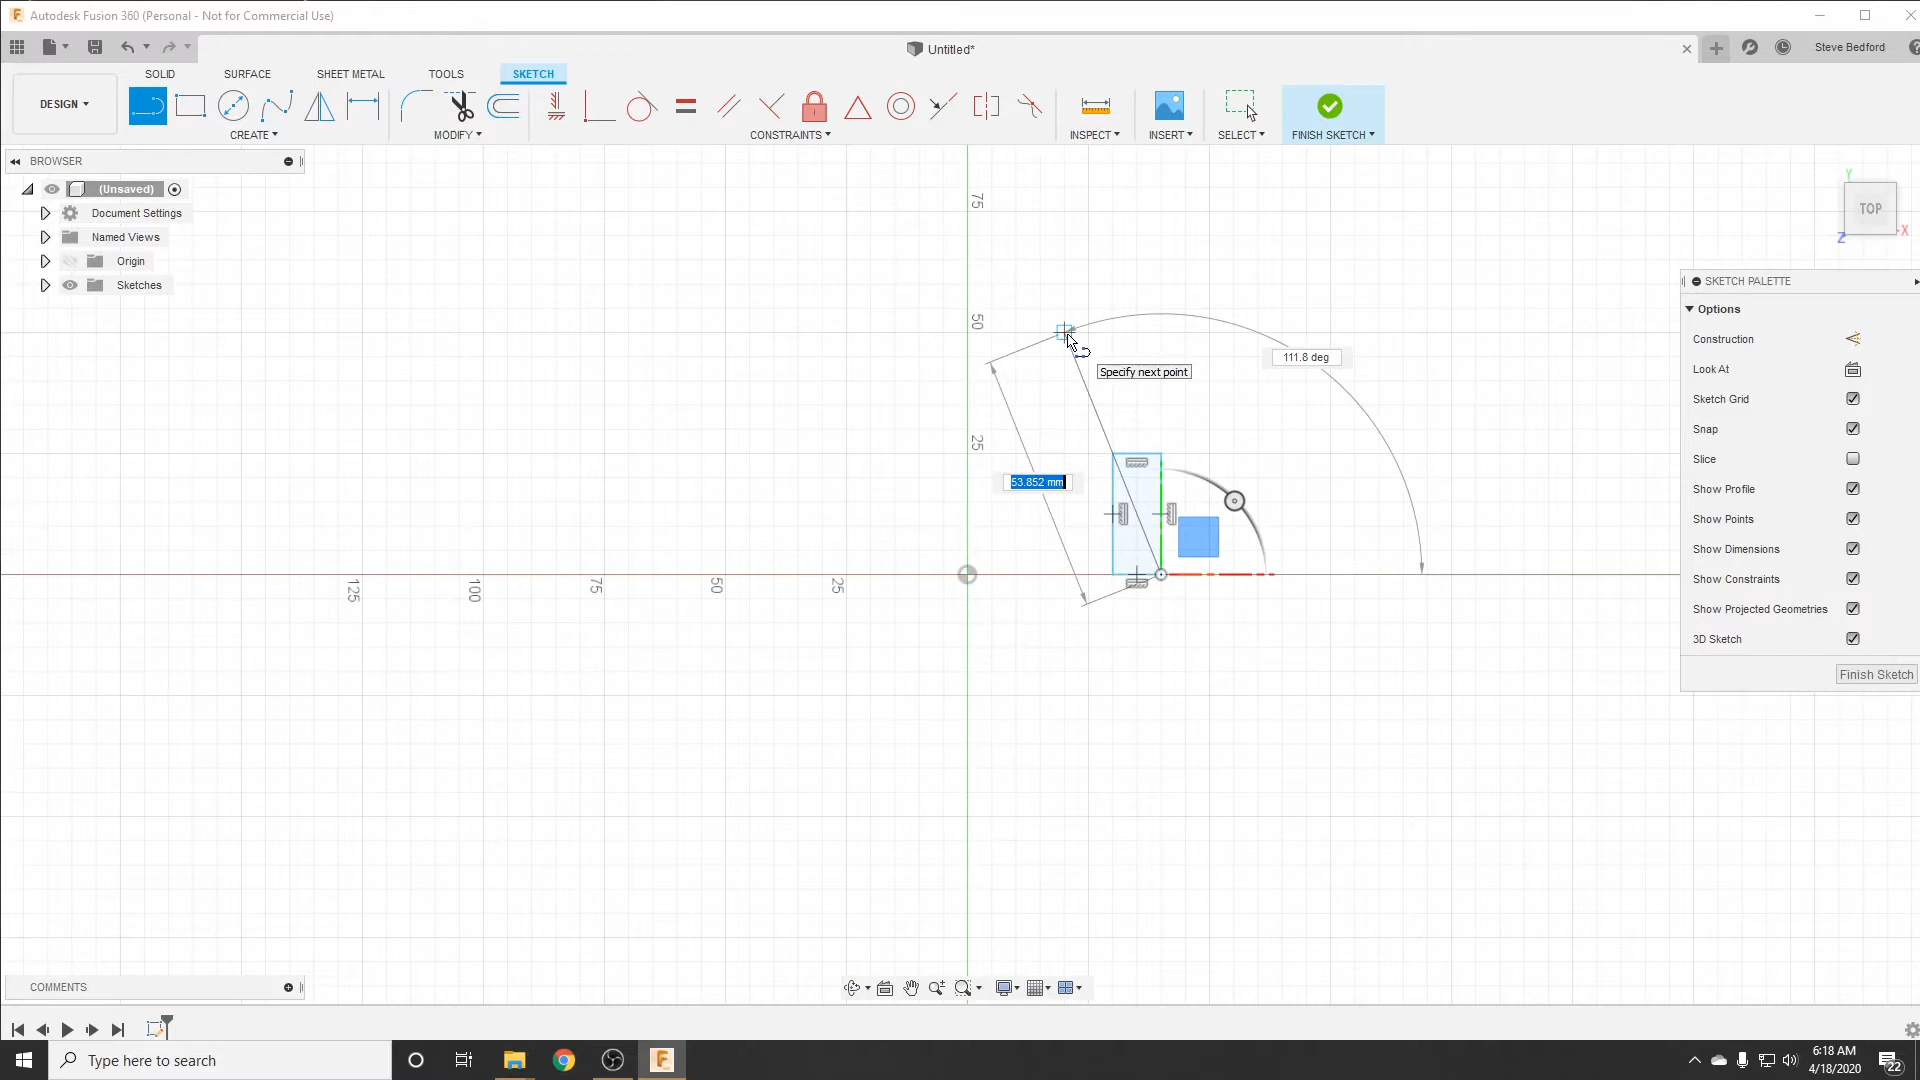 Autodesk Fusion 360 (Personal - Not for Commercial Use)
Untitled*
Steve Bedford
SOLID SURFACE SHEET METAL TOOLS SKETCH
DESIGN
CREATE MODIFY CONSTRAINTS INSPECT INSERT SELECT FINISH SKETCH
BROWSER
(Unsaved)
Document Settings
Named Views
Origin
Sketches
75
50
25
125 100 75 50 25
111.8 deg
Specify next point
53.852 mm
Y
TOP
X
Z
SKETCH PALETTE
Options
Construction
Look At
Sketch Grid
Snap
Slice
Show Profile
Show Points
Show Dimensions
Show Constraints
Show Projected Geometries
3D Sketch
Finish Sketch
COMMENTS
Type here to search
6:18 AM
4/18/2020
22